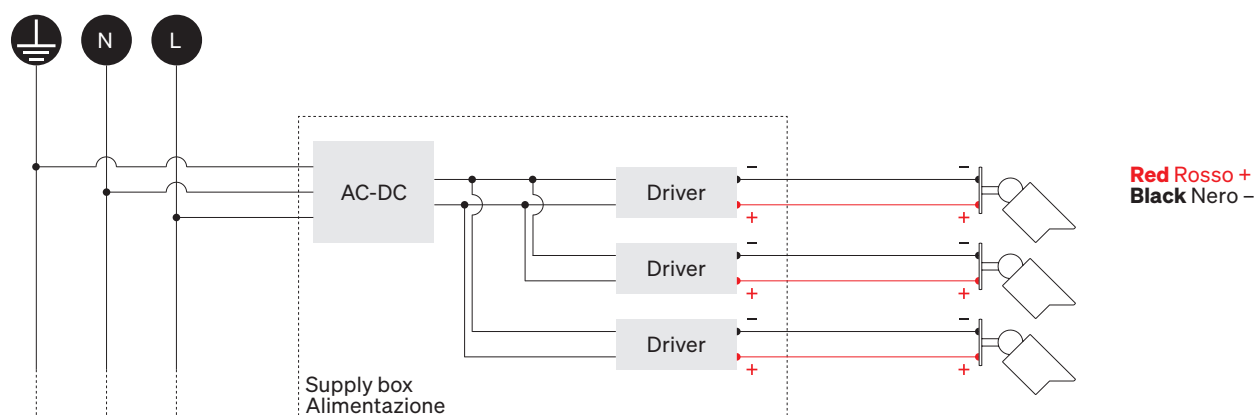 N
L
AC-DC
Driver
–
+
–
+
Driver
–
+
–
+
Driver
–
+
–
+
Red Rosso +
Black Nero –
Supply box
Alimentazione